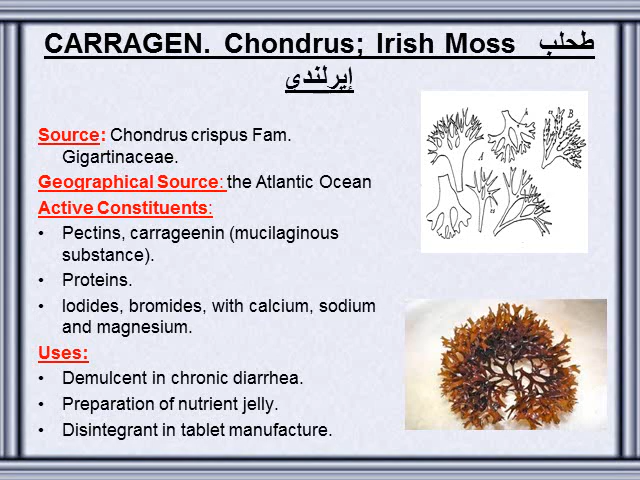 CARRAGEN. Chondrus; Irish Moss طحلب
إيرلندي
Source: Chondrus crispus Fam.
Gigartinaceae.
Geographical Source: the Atlantic Ocean
Active Constituents:
• Pectins, carrageenin (mucilaginous
substance).
• Proteins.
• Iodides, bromides, with calcium, sodium
and magnesium.
Uses:
• Demulcent in chronic diarrhea.
• Preparation of nutrient jelly.
• Disintegrant in tablet manufacture.
A
B
A